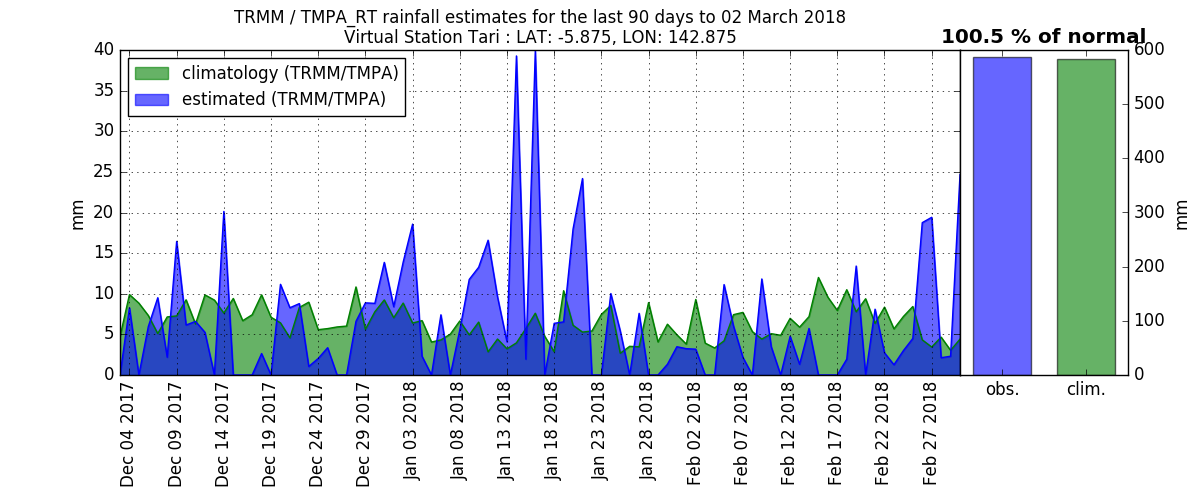 TRMM / TMPA_RT rainfall estimates for the last 90 days to 02 March 2018
Virtual Station Tari : LAT: -5.875, LON: 142.875
100.5 % of normal
climatology (TRMM/TMPA)
estimated (TRMM/TMPA)
40
35
30
25
20
15
10
5
0
mm
600
500
400
300
200
100
0
mm
Dec 04 2017
Dec 09 2017
Dec 14 2017
Dec 19 2017
Dec 24 2017
Dec 29 2017
Jan 03 2018
Jan 08 2018
Jan 13 2018
Jan 18 2018
Jan 23 2018
Jan 28 2018
Feb 02 2018
Feb 07 2018
Feb 12 2018
Feb 17 2018
Feb 22 2018
Feb 27 2018
obs.
clim.